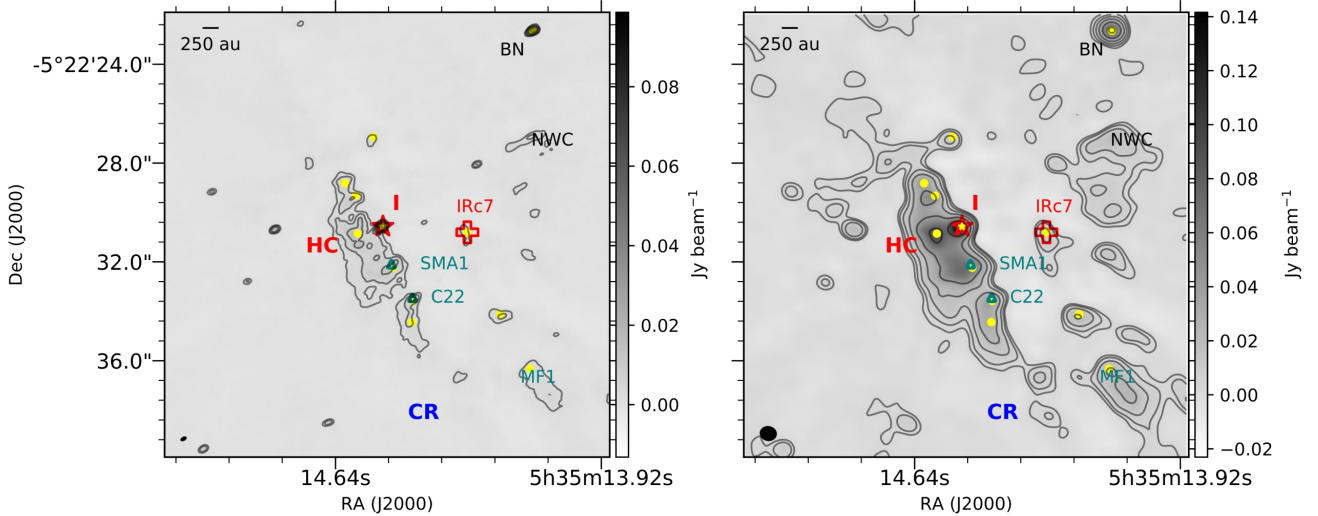 250 au
BN
-5°22'24.0"
NWC
28.0"
I
IRc7
HC
32.0"
SMA1
C22
36.0"
MF1
CR
14.64s
5h35m13.92s
RA (J2000)
Dec (J2000)
0.08
0.06
0.04
0.02
0.00
Jy beam⁻¹
250 au
BN
NWC
I
IRc7
HC
SMA1
C22
MF1
CR
14.64s
5h35m13.92s
RA (J2000)
0.14
0.12
0.10
0.08
0.06
0.04
0.02
0.00
−0.02
Jy beam⁻¹